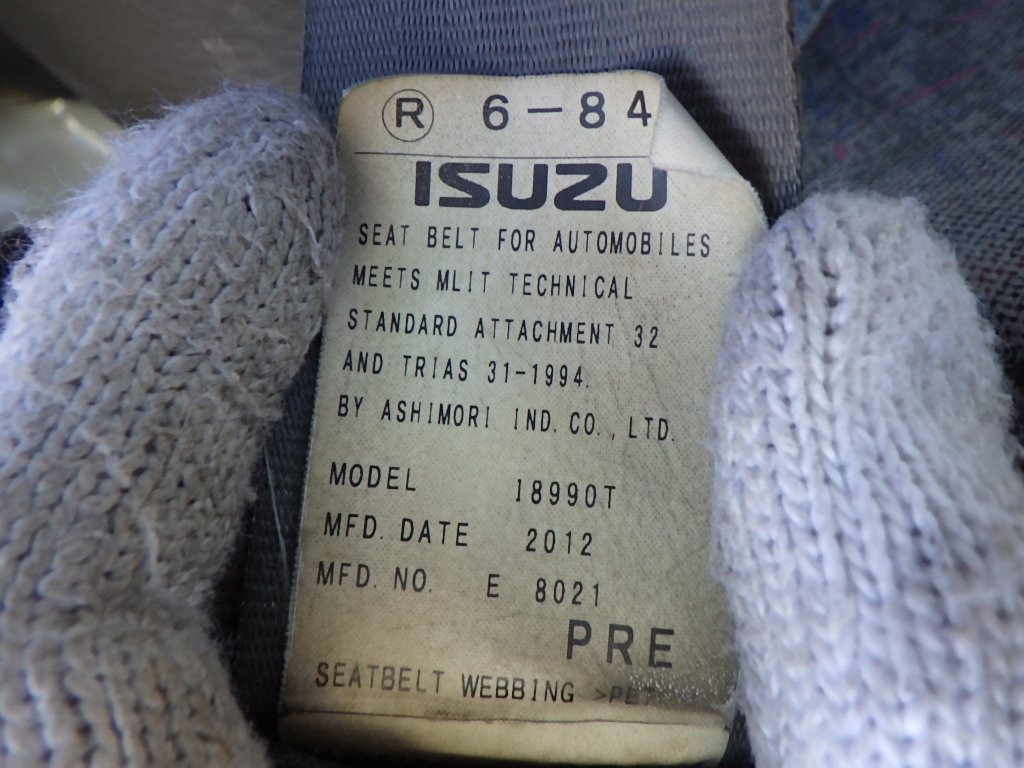 Ⓡ 6-84
ISUZU
SEAT BELT FOR AUTOMOBILES
MEETS MLIT TECHNICAL
STANDARD ATTACHMENT 32
AND TRIAS 31-1994.
BY ASHIMORI IND. CO., LTD.
MODEL 18990T
MFD. DATE 2012
MFD. NO. E 8021
PRE
SEATBELT WEBBING